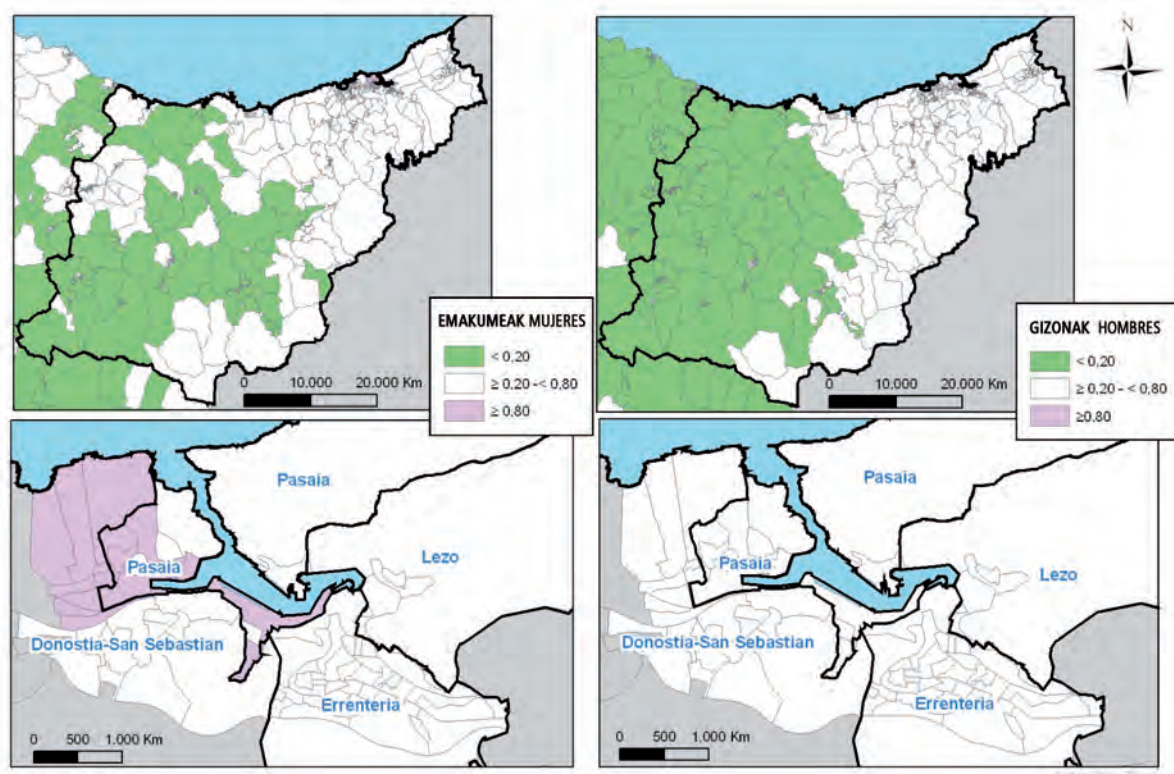 N
EMAKUMEAK MUJERES
< 0,20
≥ 0,20 -< 0,80
≥ 0,80
0 10.000 20.000 Km
GIZONAK HOMBRES
< 0,20
≥ 0,20 - < 0,80
≥0,80
0 10.000 20.000 Km
Pasaia
Lezo
Pasaia
Donostia-San Sebastian
Errenteria
0 500 1.000 Km
Pasaia
Lezo
Pasaia
Donostia-San Sebastian
Errenteria
0 500 1.000 Km